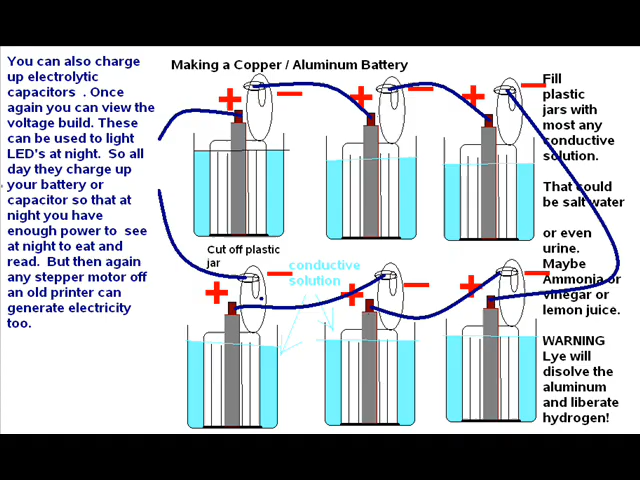 Making a Copper / Aluminum Battery
You can also charge
up electrolytic
capacitors . Once
again you can view the
voltage build. These
can be used to light
LED's at night. So all
day they charge up
your battery or
capacitor so that at
night you have
enough power to see
at night to eat and
read. But then again
any stepper motor off
an old printer can
generate electricity
too.
Fill
plastic
jars with
most any
conductive
solution.
That could
be salt water
or even
urine.
Maybe
Ammonia or
vinegar or
lemon juice.
WARNING
Lye will
disolve the
aluminum
and liberate
hydrogen!
Cut off plastic
jar
conductive
solution
+ −
+ −
+ −
+ −
+ −
+ −